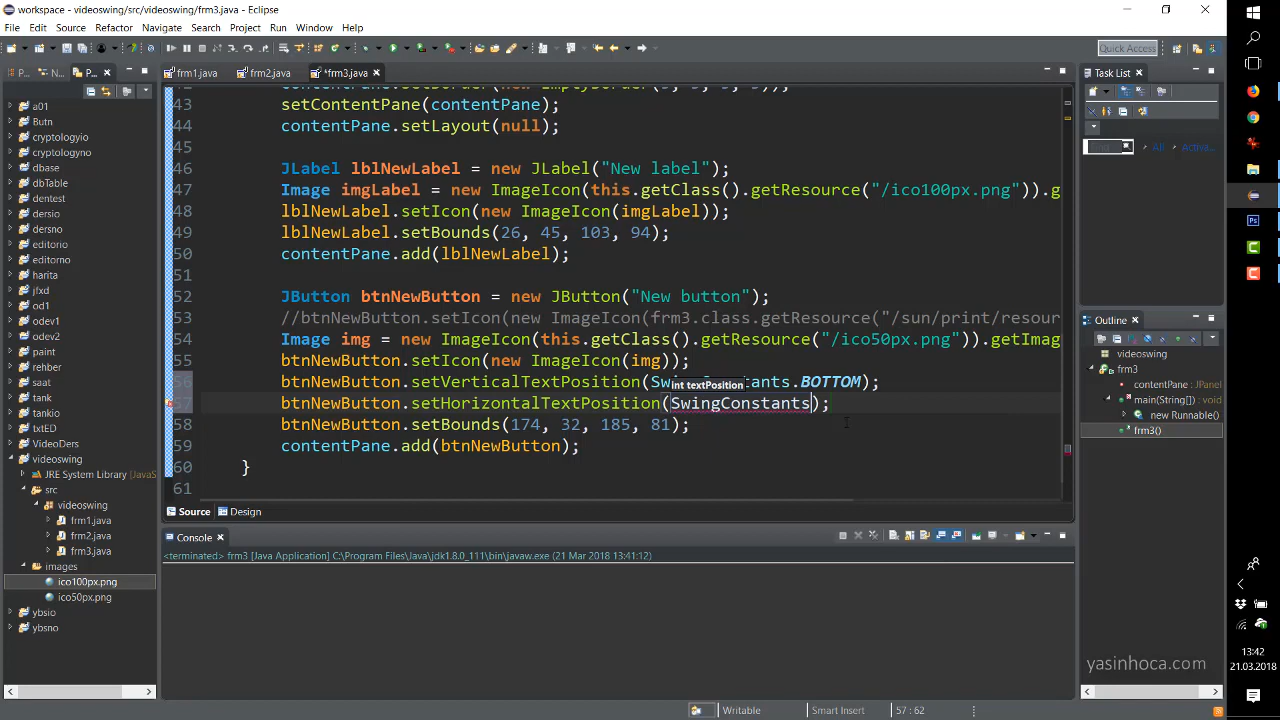 workspace - videoswing/src/videoswing/frm3.java - Eclipse
File Edit Source Refactor Navigate Search Project Run Window Help
Quick Access
P... N... P...
frm1.java frm2.java *frm3.java
Task List
a01
Butn
cryptologyio
cryptologyno
dbase
dbTable
dentest
dersio
dersno
editorio
editorno
harita
jfxd
od1
odev1
odev2
paint
rehber
saat
tank
tankio
txtED
VideoDers
videoswing
JRE System Library [JavaS
src
videoswing
frm1.java
frm2.java
frm3.java
images
ico100px.png
ico50px.png
ybsio
ybsno
43 setContentPane(contentPane);
44 contentPane.setLayout(null);
45
46 JLabel lblNewLabel = new JLabel("New label");
47 Image imgLabel = new ImageIcon(this.getClass().getResource("/ico100px.png")).g
48 lblNewLabel.setIcon(new ImageIcon(imgLabel));
49 lblNewLabel.setBounds(26, 45, 103, 94);
50 contentPane.add(lblNewLabel);
51
52 JButton btnNewButton = new JButton("New button");
53 //btnNewButton.setIcon(new ImageIcon(frm3.class.getResource("/sun/print/resour
54 Image img = new ImageIcon(this.getClass().getResource("/ico50px.png")).getImag
55 btnNewButton.setIcon(new ImageIcon(img));
56 btnNewButton.setVerticalTextPosition(SwingConstants.BOTTOM);
int textPosition
57 btnNewButton.setHorizontalTextPosition(SwingConstants);
58 btnNewButton.setBounds(174, 32, 185, 81);
59 contentPane.add(btnNewButton);
60 }
61
Source Design
Find All Activa...
Outline
videoswing
frm3
contentPane : JPanel
main(String[]) :
new Runnable()
frm3()
Console
<terminated> frm3 [Java Application] C:\Program Files\Java\jdk1.8.0_111\bin\javaw.exe (21 Mar 2018 13:41:12)
yasinhoca.com
Writable Smart Insert 57 : 62
13:42
21.03.2018